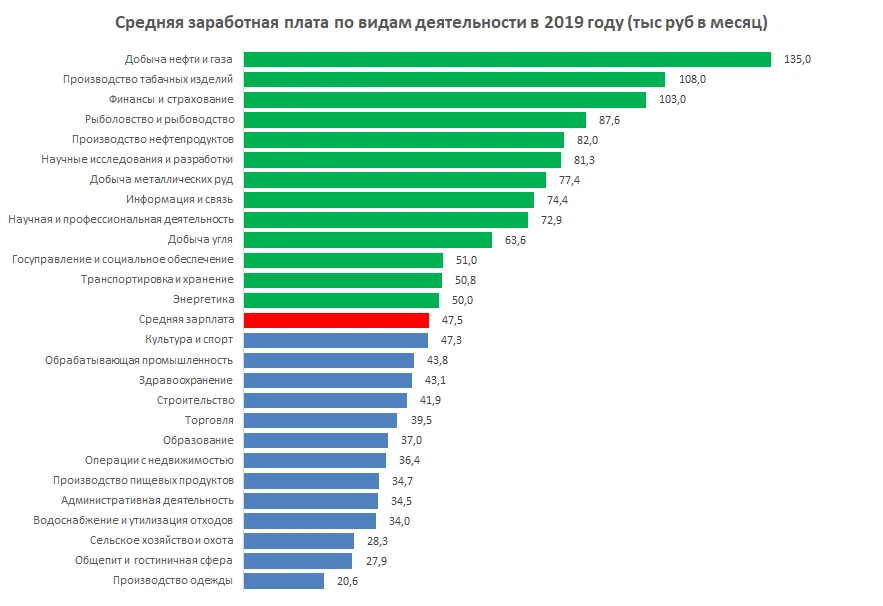 Средняя заработная плата по видам деятельности в 2019 году (тыс руб в месяц)
Добыча нефти и газа 135,0
Производство табачных изделий 108,0
Финансы и страхование 103,0
Рыболовство и рыбоводство 87,6
Производство нефтепродуктов 82,0
Научные исследования и разработки 81,3
Добыча металлических руд 77,4
Информация и связь 74,4
Научная и профессиональная деятельность 72,9
Добыча угля 63,6
Госуправление и социальное обеспечение 51,0
Транспортировка и хранение 50,8
Энергетика 50,0
Средняя зарплата 47,5
Культура и спорт 47,3
Обрабатывающая промышленность 43,8
Здравоохранение 43,1
Строительство 41,9
Торговля 39,5
Образование 37,0
Операции с недвижимостью 36,4
Производство пищевых продуктов 34,7
Административная деятельность 34,5
Водоснабжение и утилизация отходов 34,0
Сельское хозяйство и охота 28,3
Общепит и гостиничная сфера 27,9
Производство одежды 20,6